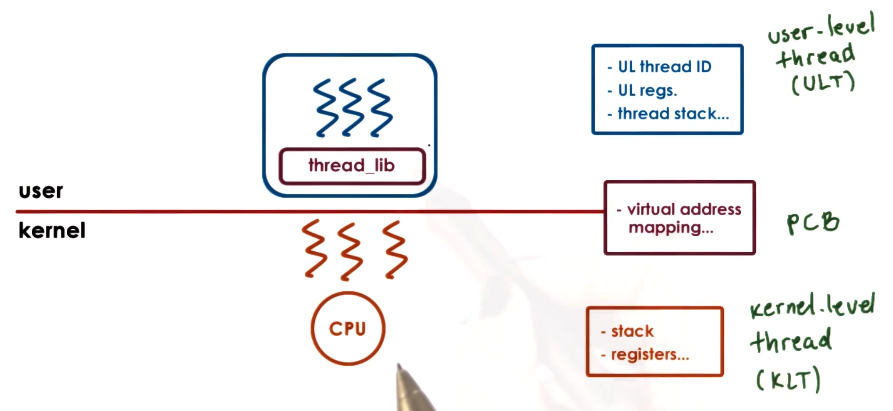 user-level
thread
(ULT)
- UL thread ID
- UL regs.
- thread stack...
thread_lib
user
kernel
- virtual address
mapping...
PCB
CPU
- stack
- registers...
kernel-level
thread
(KLT)